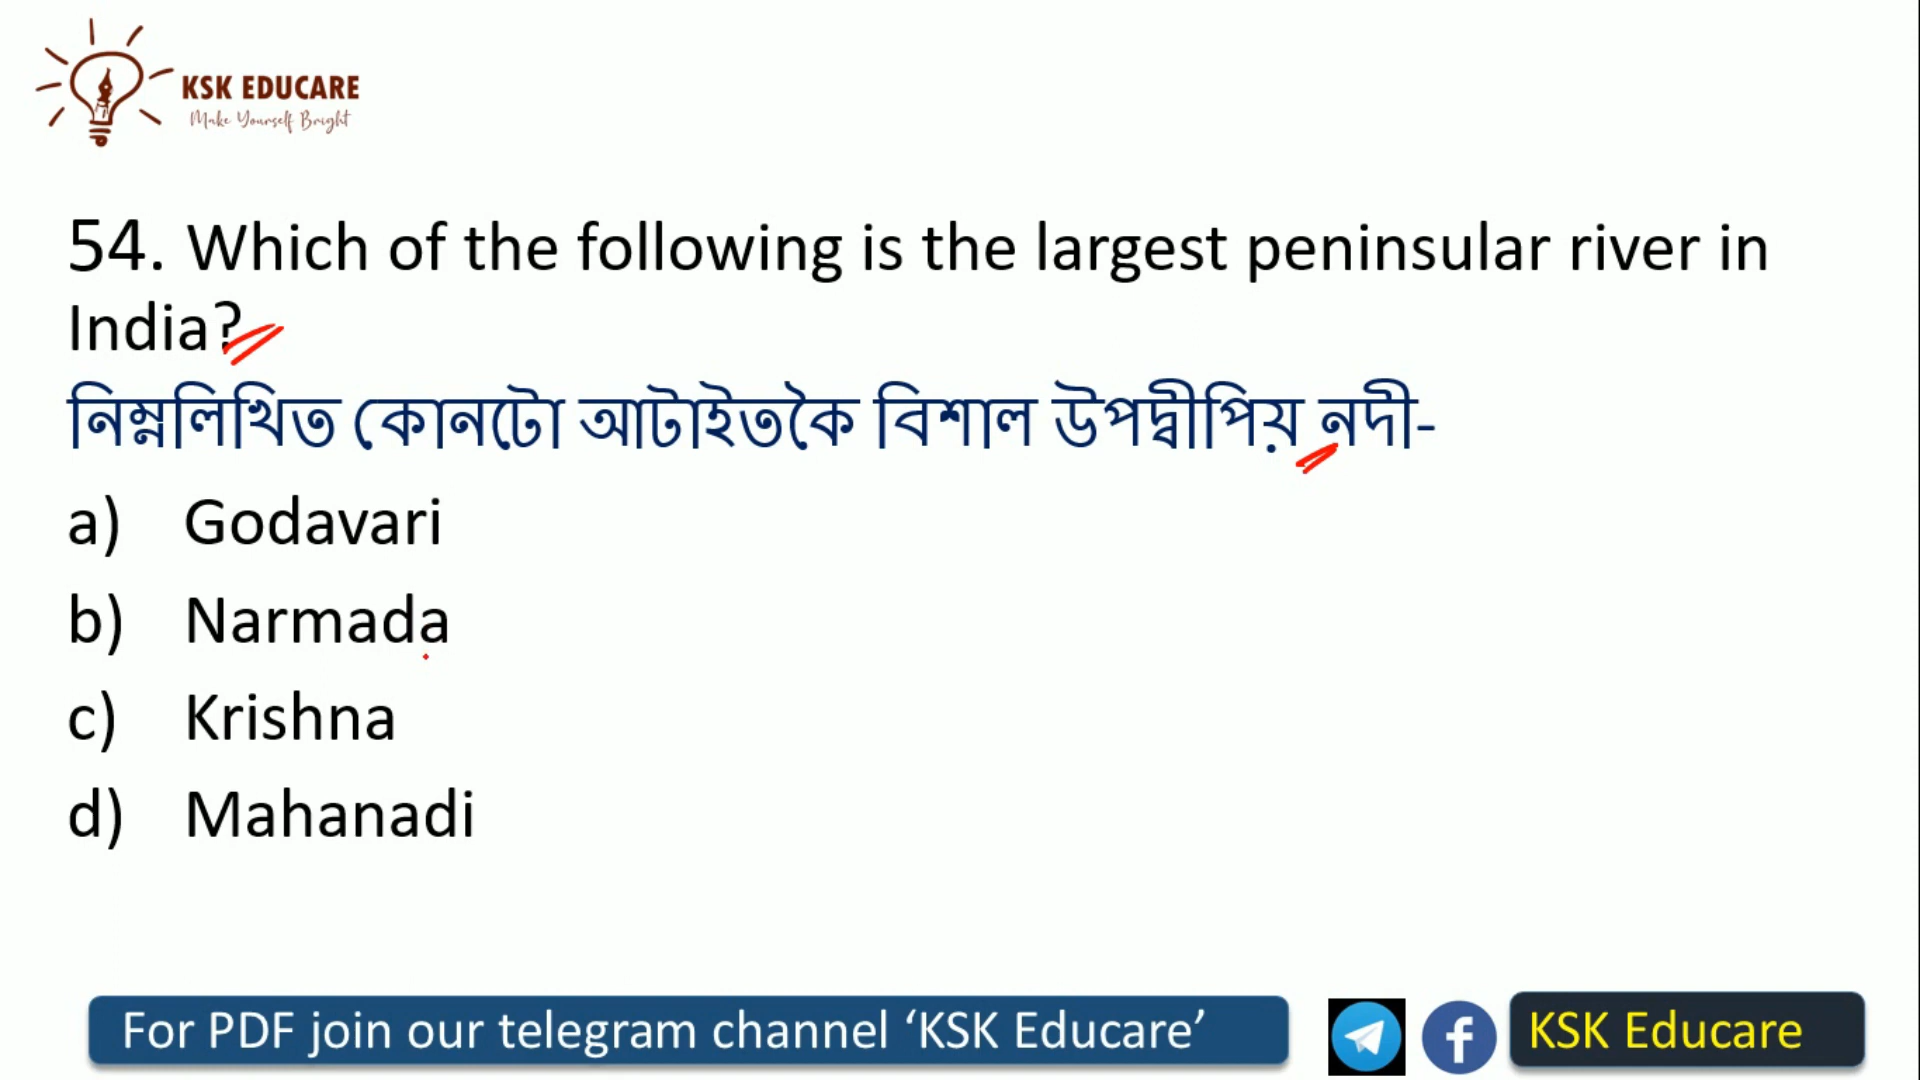 KSK EDUCARE
Make Yourself Bright
54. Which of the following is the largest peninsular river in
India?
নিম্নলিখিত কোনটো আটাইতকৈ বিশাল উপদ্বীপিয় নদী-
a) Godavari
b) Narmada
c) Krishna
d) Mahanadi
For PDF join our telegram channel ‘KSK Educare’
KSK Educare